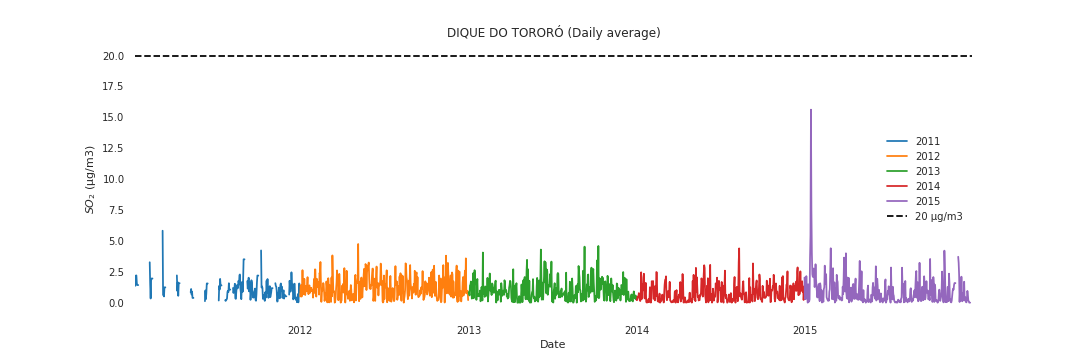 DIQUE DO TORORÓ (Daily average)
20.0
17.5
15.0
12.5
10.0
7.5
5.0
2.5
0.0
SO₂ (µg/m3)
2011
2012
2013
2014
2015
20 µg/m3
2012 2013 2014 2015
Date